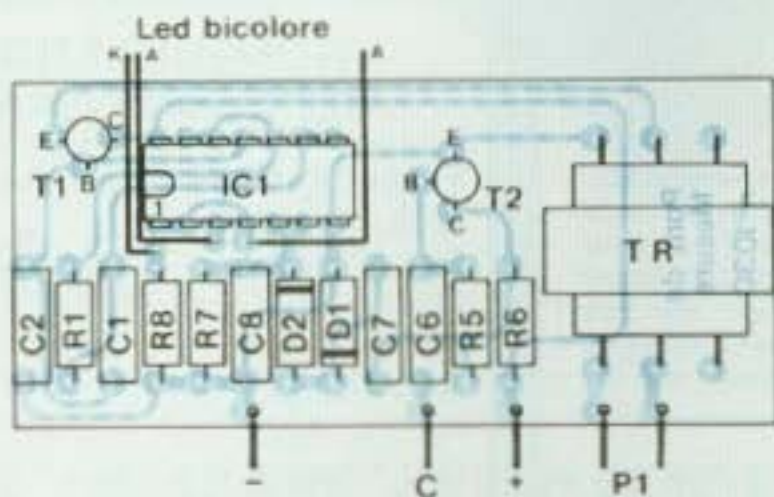 Led bicolore
K A A
E C
T1 B
IC1
1
E
B
C T2
TR
C2 R1 C1 R8 R7 C8 D2 D1 C7 C6 R5 R6
- C + P1